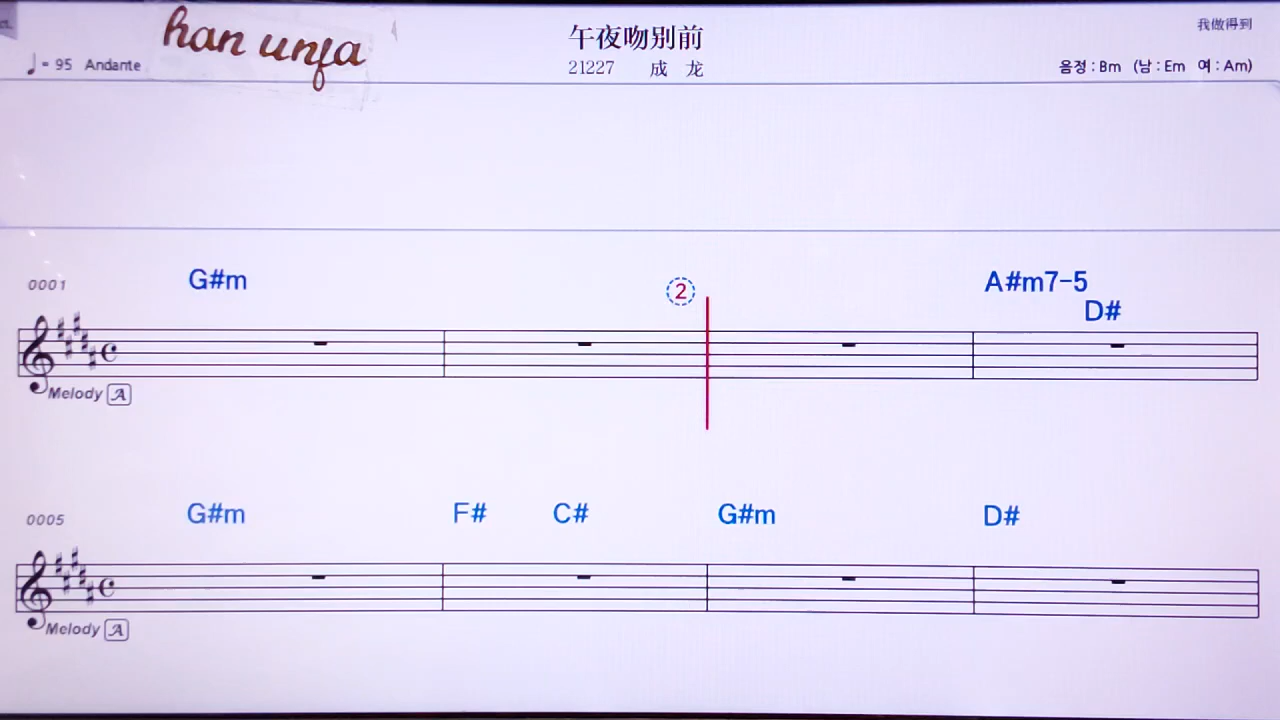 han unfa
午夜吻别前
我做得到
♩= 95 Andante
21227 成 龙
음정 : Bm (남 : Em 여 : Am)
G#m
②
A#m7-5
D#
0001
Melody A
G#m F# C# G#m D#
0005
Melody A